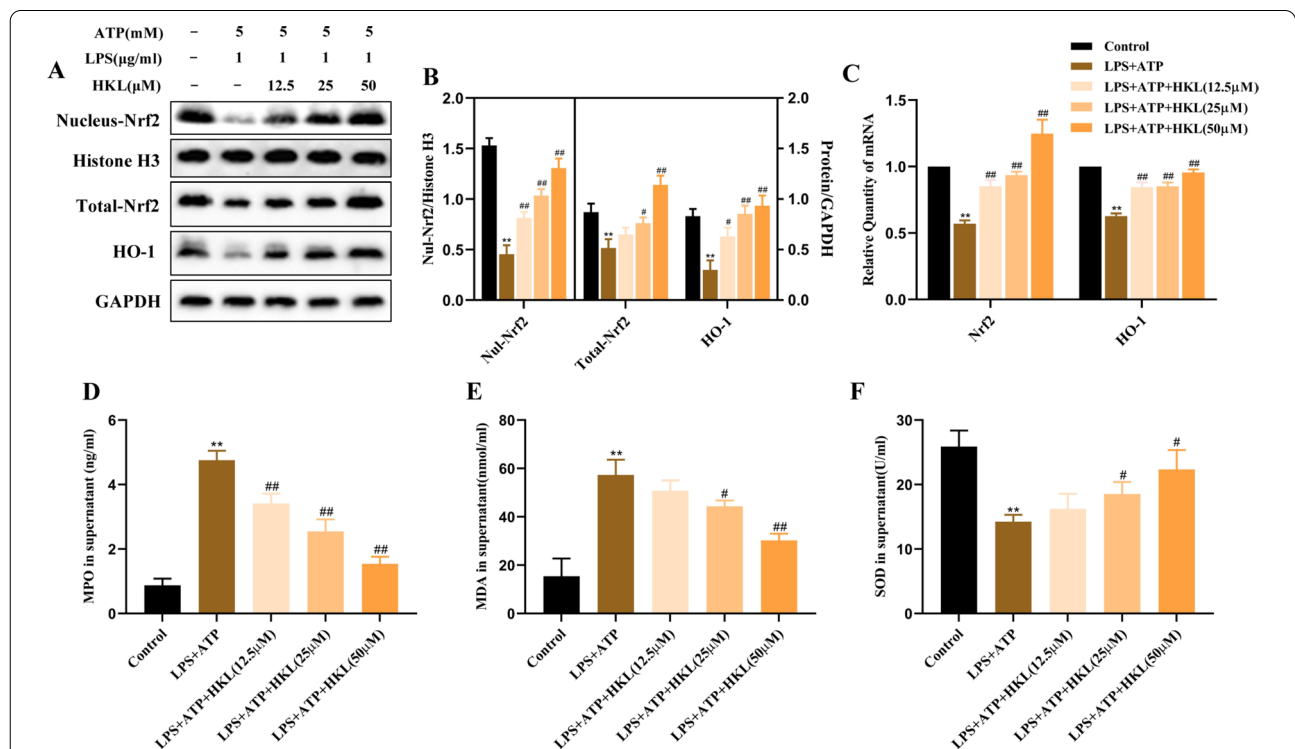 ATP(mM) – 5 5 5 5
LPS(μg/ml) – 1 1 1 1
HKL(μM) – – 12.5 25 50
A
Nucleus-Nrf2
Histone H3
Total-Nrf2
HO-1
GAPDH
B
Nul-Nrf2/Histone H3
2.0
1.5
1.0
0.5
0.0
** ## ## ##
** # ##
** # ## ##
2.0
1.5
1.0
0.5
0.0
Protein/GAPDH
Nul-Nrf2
Total-Nrf2
HO-1
C
Control
LPS+ATP
LPS+ATP+HKL(12.5μM)
LPS+ATP+HKL(25μM)
LPS+ATP+HKL(50μM)
Relative Quantity of mRNA
1.5
1.0
0.5
0.0
** ## ## ##
** ## ## ##
Nrf2
HO-1
D
MPO in supernatant (ng/ml)
6
4
2
0
** ## ## ##
Control
LPS+ATP
LPS+ATP+HKL(12.5μM)
LPS+ATP+HKL(25μM)
LPS+ATP+HKL(50μM)
E
MDA in supernatant(nmol/ml)
80
60
40
20
0
** # ##
Control
LPS+ATP
LPS+ATP+HKL(12.5μM)
LPS+ATP+HKL(25μM)
LPS+ATP+HKL(50μM)
F
SOD in supernatant(U/ml)
30
20
10
0
** # #
Control
LPS+ATP
LPS+ATP+HKL(12.5μM)
LPS+ATP+HKL(25μM)
LPS+ATP+HKL(50μM)